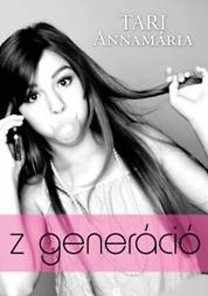 TARI
ANNAMÁRIA
z generáció